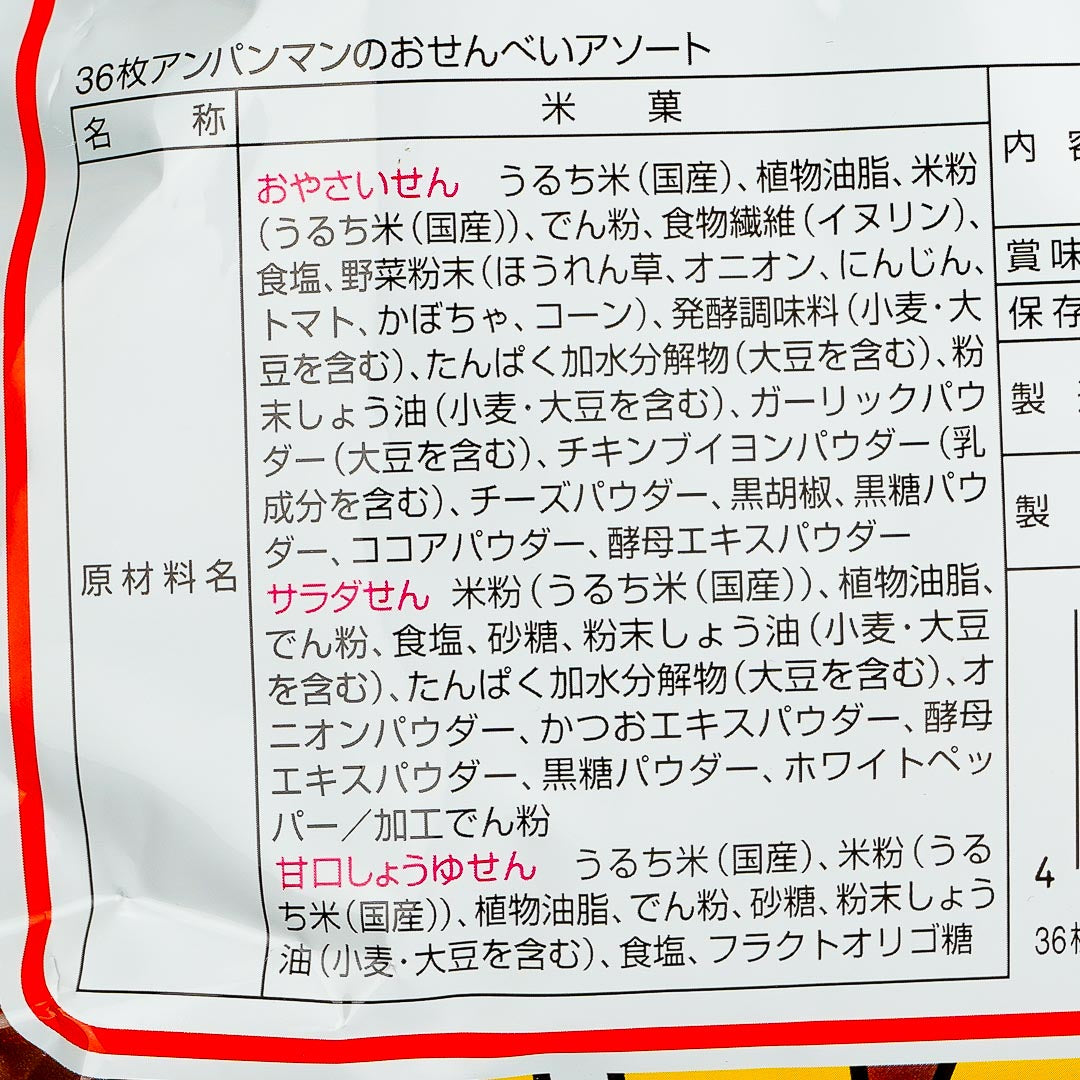 36枚アンパンマンのおせんべいアソート
名称 米菓
おやさいせん うるち米(国産)、植物油脂、米粉
(うるち米(国産))、でん粉、食物繊維(イヌリン)、
食塩、野菜粉末(ほうれん草、オニオン、にんじん、
トマト、かぼちゃ、コーン)、発酵調味料(小麦・大
豆を含む)、たんぱく加水分解物(大豆を含む)、粉
末しょう油(小麦・大豆を含む)、ガーリックパウ
ダー(大豆を含む)、チキンブイヨンパウダー(乳
成分を含む)、チーズパウダー、黒胡椒、黒糖パウ
ダー、ココアパウダー、酵母エキスパウダー
原材料名
サラダせん 米粉(うるち米(国産))、植物油脂、
でん粉、食塩、砂糖、粉末しょう油(小麦・大豆
を含む)、たんぱく加水分解物(大豆を含む)、オ
ニオンパウダー、かつおエキスパウダー、酵母
エキスパウダー、黒糖パウダー、ホワイトペッ
パー/加工でん粉
甘口しょうゆせん うるち米(国産)、米粉(うる
ち米(国産))、植物油脂、でん粉、砂糖、粉末しょう
油(小麦・大豆を含む)、食塩、フラクトオリゴ糖
内
賞味
保存
製
製
4
36